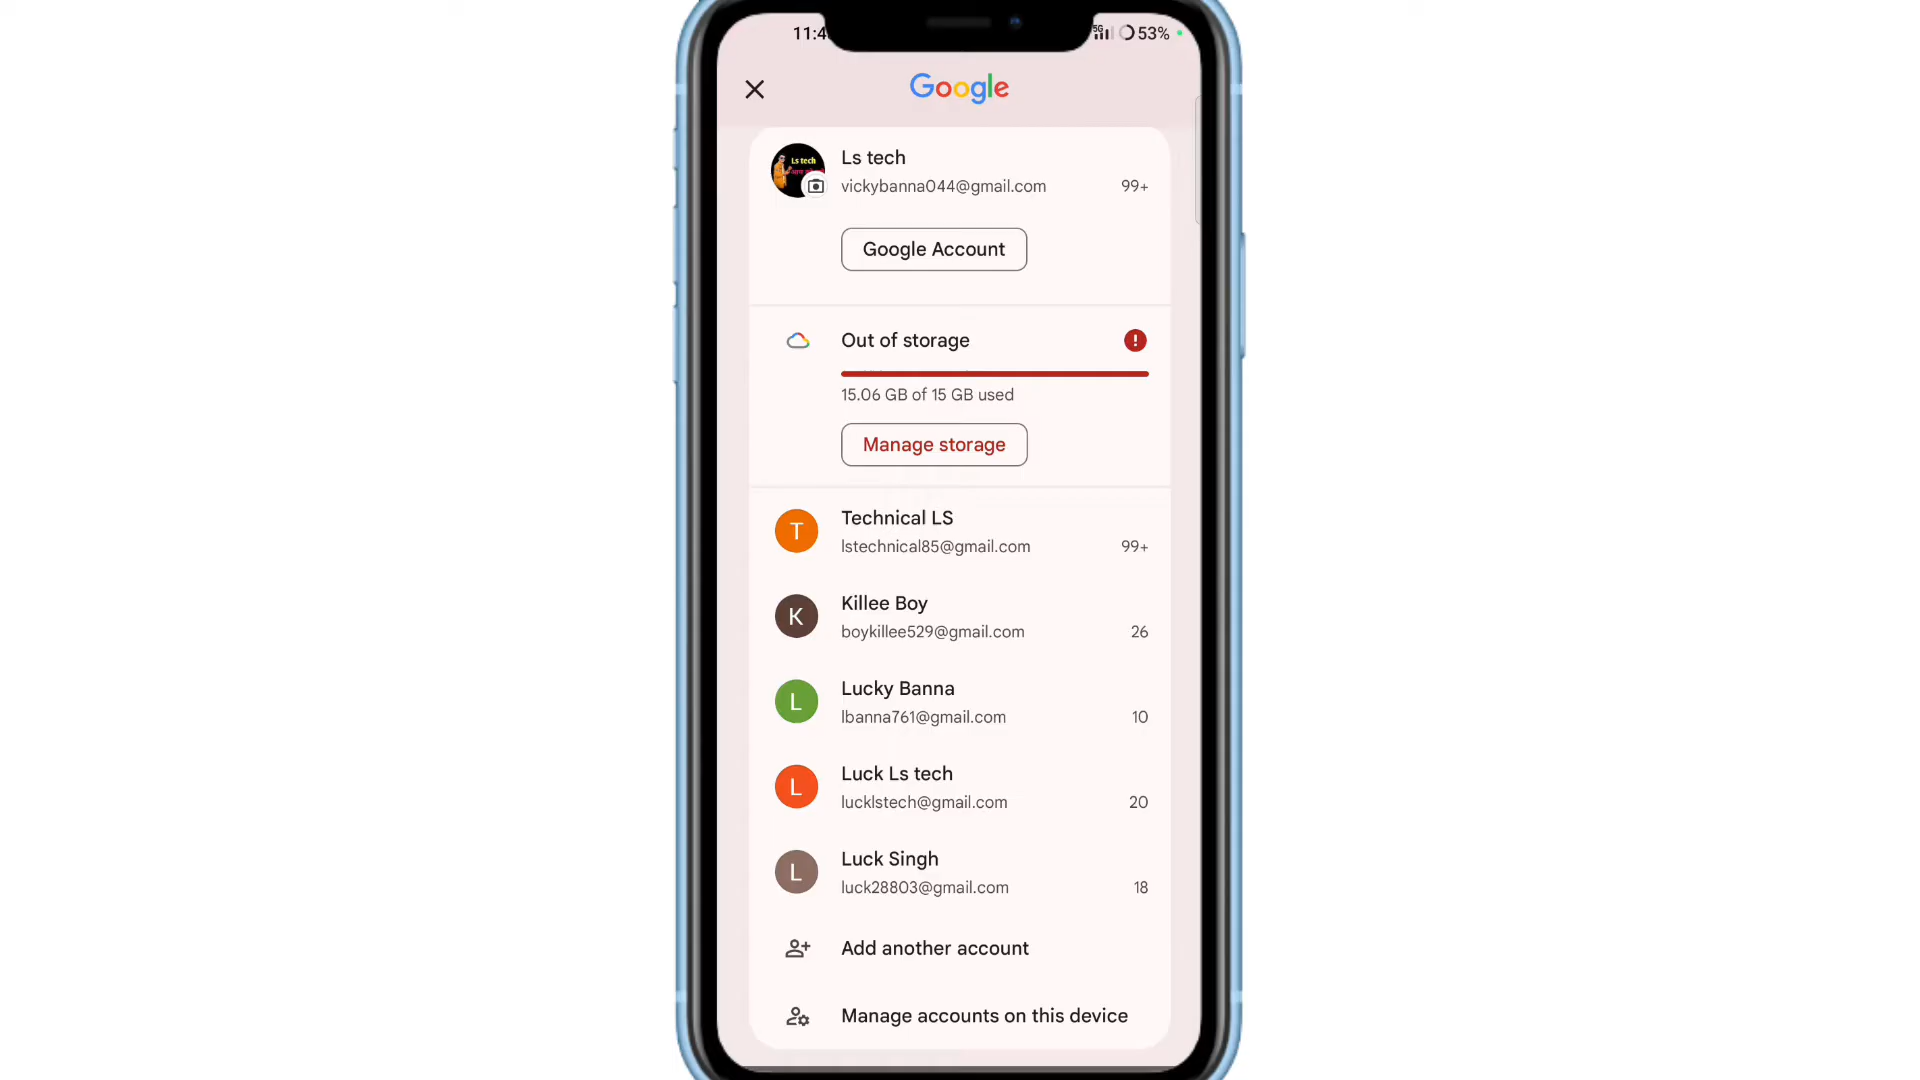 11:4
5G
53%
Google
Ls tech
Ls tech
vickybanna044@gmail.com
99+
Google Account
Out of storage
15.06 GB of 15 GB used
Manage storage
T
Technical LS
lstechnical85@gmail.com
99+
K
Killee Boy
boykillee529@gmail.com
26
L
Lucky Banna
lbanna761@gmail.com
10
L
Luck Ls tech
lucklstech@gmail.com
20
L
Luck Singh
luck28803@gmail.com
18
Add another account
Manage accounts on this device